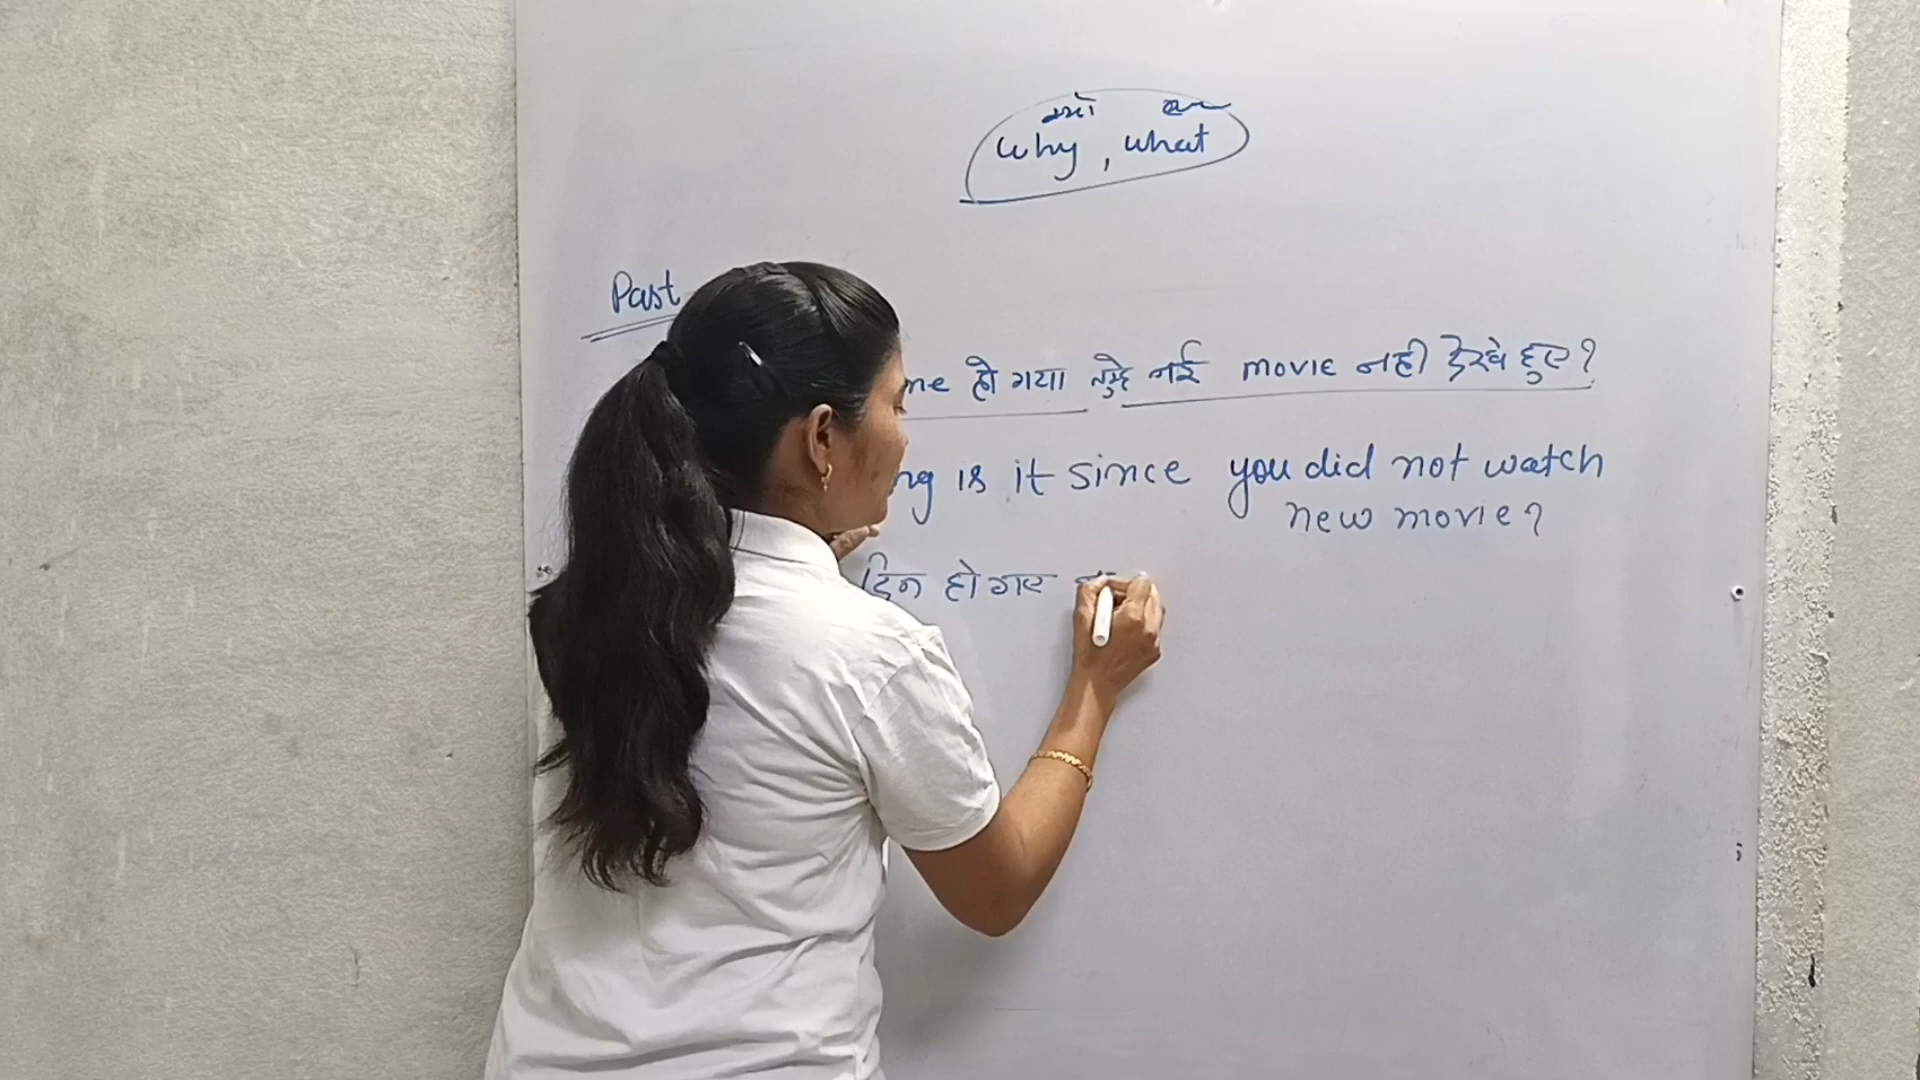 क्यों क्या
why, what
Past
me हो गया तुम्हें नई movie नही देखे हुए?
ng is it since you did not watch
new movie?
दिन हो गए